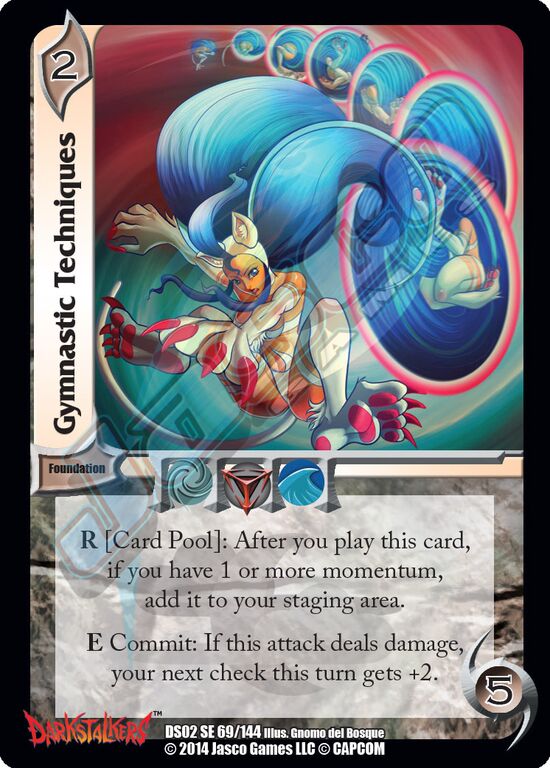 2
Gymnastic Techniques
Foundation
R [Card Pool]: After you play this card,
if you have 1 or more momentum,
add it to your staging area.
E Commit: If this attack deals damage,
your next check this turn gets +2.
5
DARKSTALKERS™
DS02 SE 69/144 Illus. Gnomo del Bosque
© 2014 Jasco Games LLC © CAPCOM